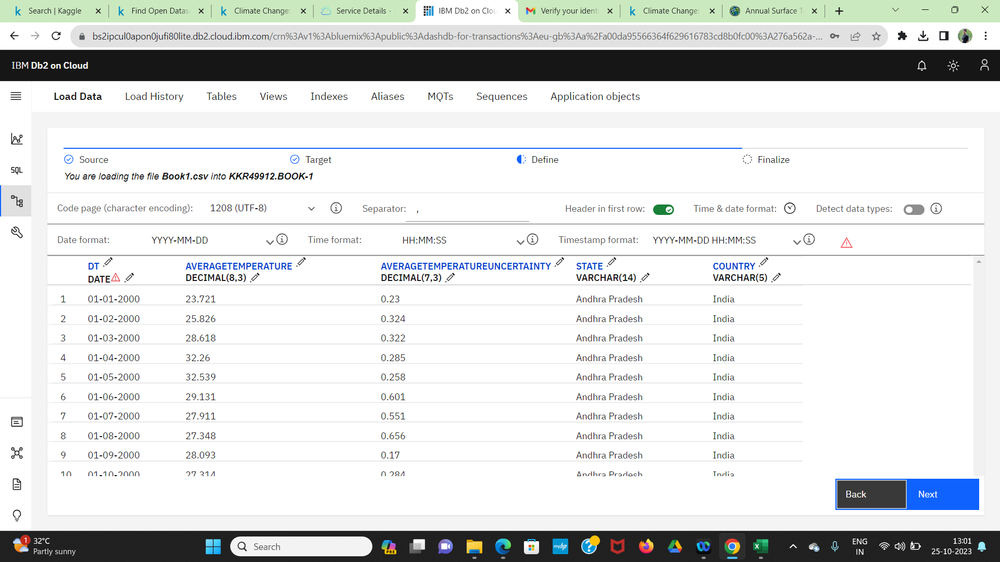 Search | Kaggle
Find Open Datas
Climate Change:
Service Details -
IBM Db2 on Clou
Verify your identi
Climate Change:
Annual Surface T
bs2ipcul0apon0jufi80lite.db2.cloud.ibm.com/crn%3Av1%3Abluemix%3Apublic%3Adashdb-for-transactions%3Aeu-gb%3Aa%2Fa00da95566364f629616783cd8b0fc00%3A276a562a-...
IBM Db2 on Cloud
Load Data Load History Tables Views Indexes Aliases MQTs Sequences Application objects
SQL
Source Target Define Finalize
You are loading the file Book1.csv into KKR49912.BOOK-1
Code page (character encoding): 1208 (UTF-8) Separator: , Header in first row: Time & date format: Detect data types:
Date format: YYYY-MM-DD Time format: HH:MM:SS Timestamp format: YYYY-MM-DD HH:MM:SS
DT AVERAGETEMPERATURE AVERAGETEMPERATUREUNCERTAINTY STATE COUNTRY
DATE DECIMAL(8,3) DECIMAL(7,3) VARCHAR(14) VARCHAR(5)
1 01-01-2000 23.721 0.23 Andhra Pradesh India
2 01-02-2000 25.826 0.324 Andhra Pradesh India
3 01-03-2000 28.618 0.322 Andhra Pradesh India
4 01-04-2000 32.26 0.285 Andhra Pradesh India
5 01-05-2000 32.539 0.258 Andhra Pradesh India
6 01-06-2000 29.131 0.601 Andhra Pradesh India
7 01-07-2000 27.911 0.551 Andhra Pradesh India
8 01-08-2000 27.348 0.656 Andhra Pradesh India
9 01-09-2000 28.093 0.17 Andhra Pradesh India
10 01-10-2000 27.314 0.284 Andhra Pradesh India
Back Next
1
32°C
Partly sunny
Search
PRE
myhp
ENG
IN
13:01
25-10-2023